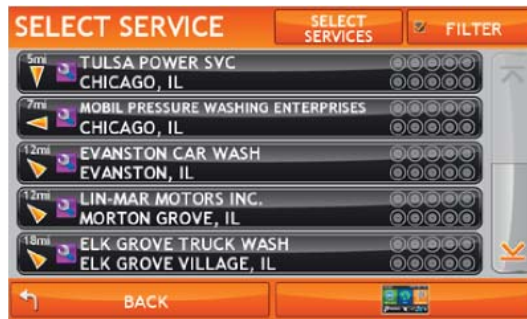 SELECT SERVICE
SELECT
SERVICES
FILTER
5mi
TULSA POWER SVC
CHICAGO, IL
7mi
MOBIL PRESSURE WASHING ENTERPRISES
CHICAGO, IL
12mi
EVANSTON CAR WASH
EVANSTON, IL
12mi
LIN-MAR MOTORS INC.
MORTON GROVE, IL
18mi
ELK GROVE TRUCK WASH
ELK GROVE VILLAGE, IL
BACK